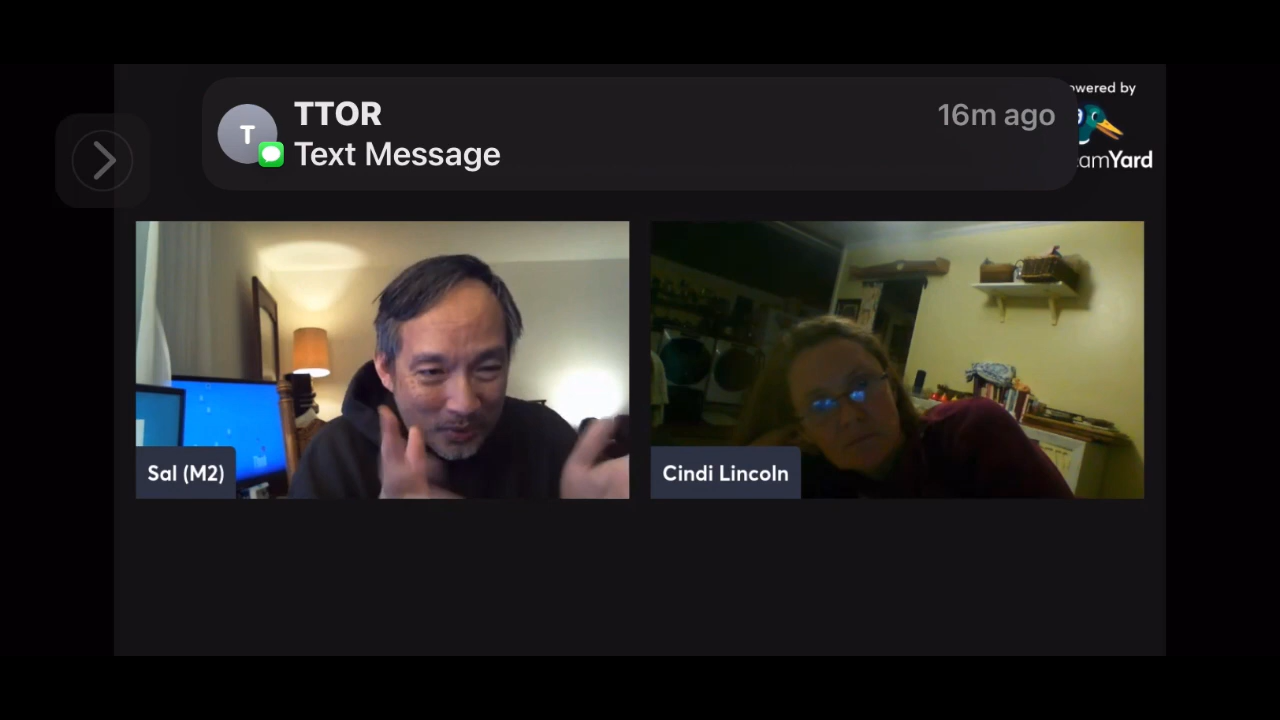 TTOR
16m ago
Text Message
owered by
amYard
Sal (M2)
Cindi Lincoln
T